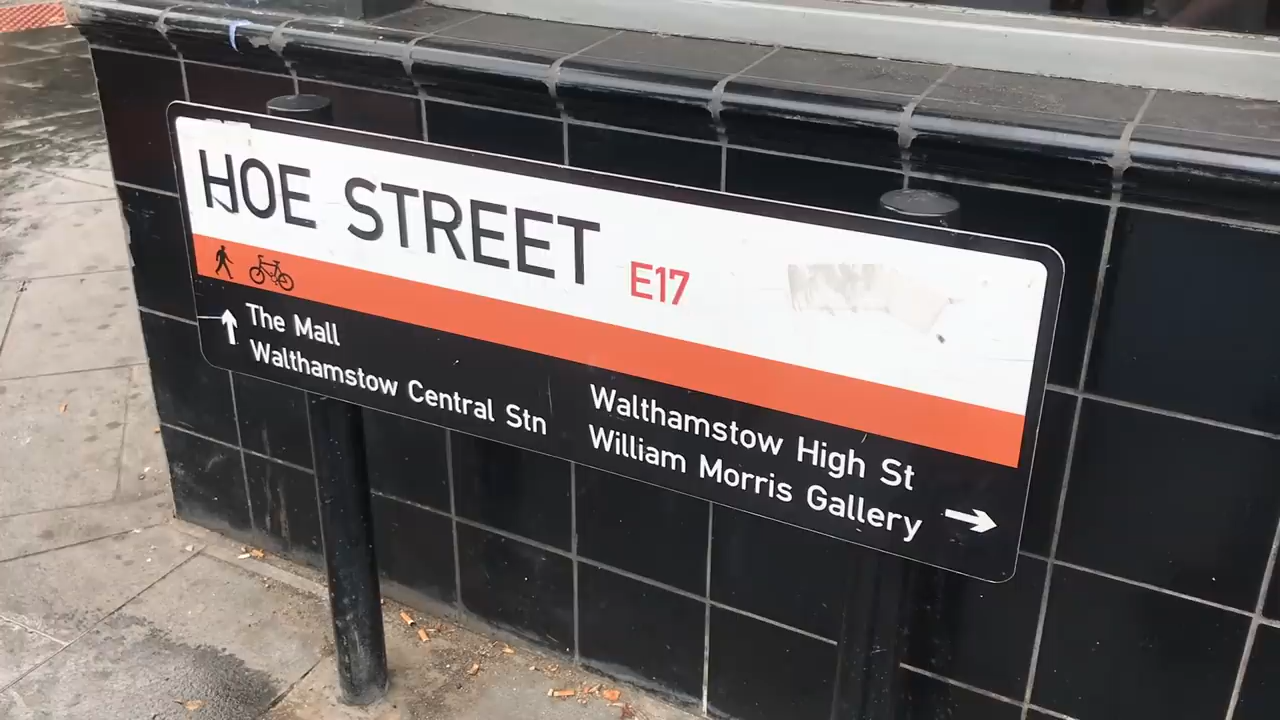 HOE STREET E17
The Mall
Walthamstow Central Stn
Walthamstow High St
William Morris Gallery